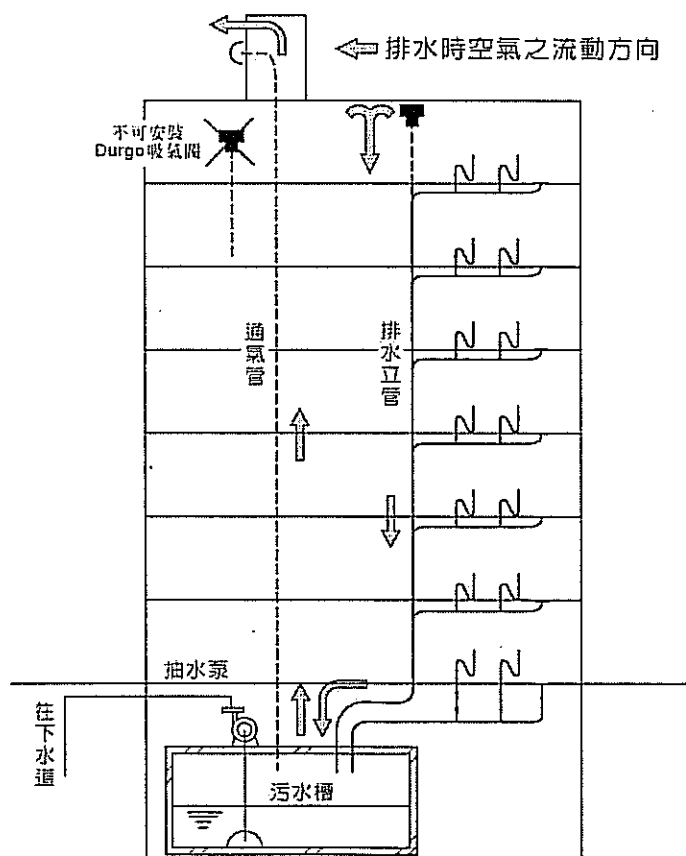 排水時空氣之流動方向
不可安裝
Durgo吸氣閥
通氣管
排水立管
抽水泵
往下水道
污水槽